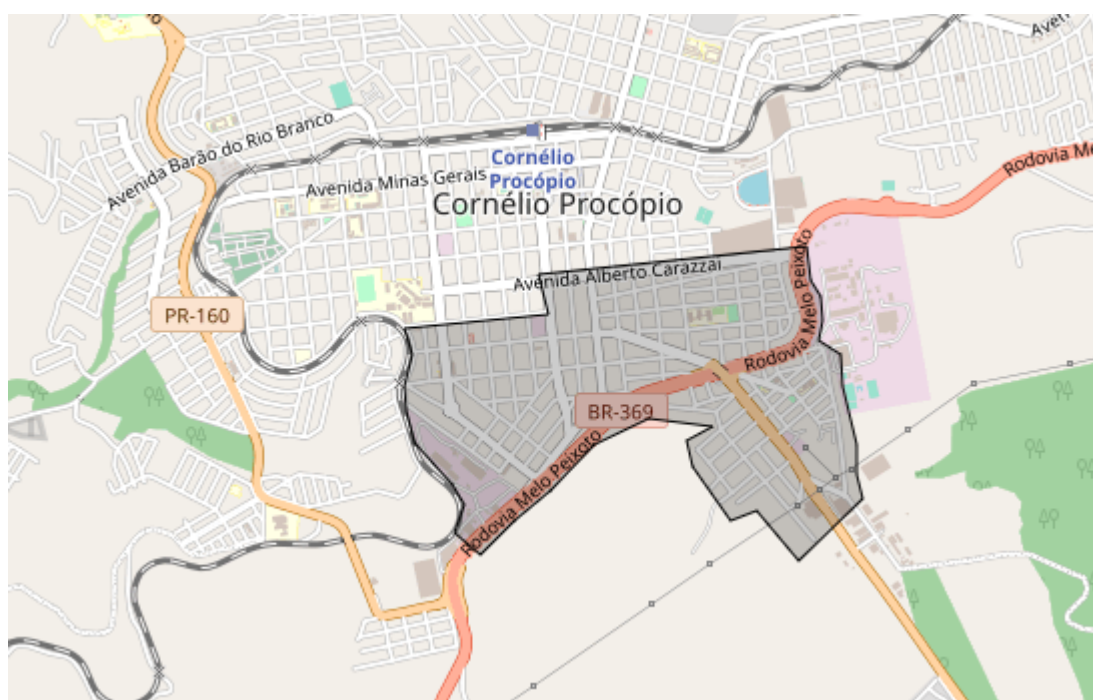 Avenida Barão do Rio Branco
Rodovia Me
Cornélio
Procópio
Avenida Minas Gerais
Cornélio Procópio
Avenida Alberto Carazzai
Rodovia Melo Peixoto
PR-160
Rodovia Melo Peixoto
BR-369
Rodovia Melo Peixoto